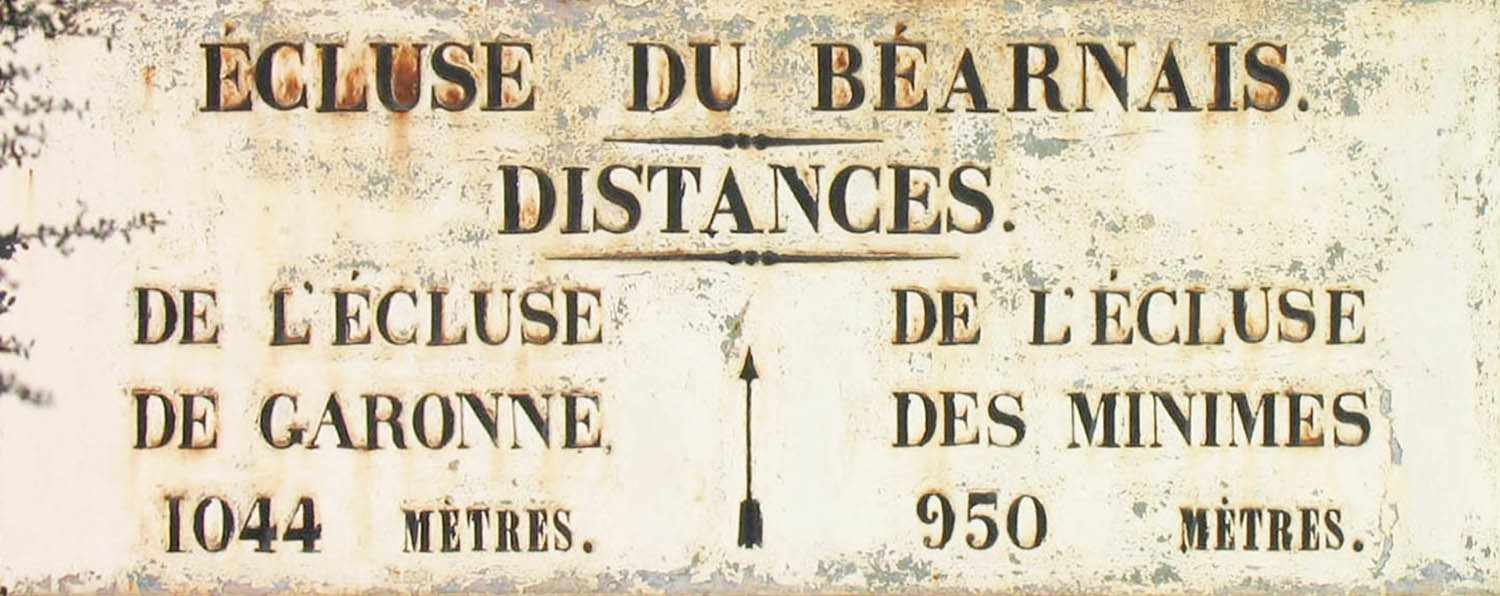 ÉCLUSE DU BÉARNAIS.
DISTANCES.
DE L'ÉCLUSE
DE GARONNE,
1044 MÈTRES.
DE L'ÉCLUSE
DES MINIMES
950 MÈTRES.